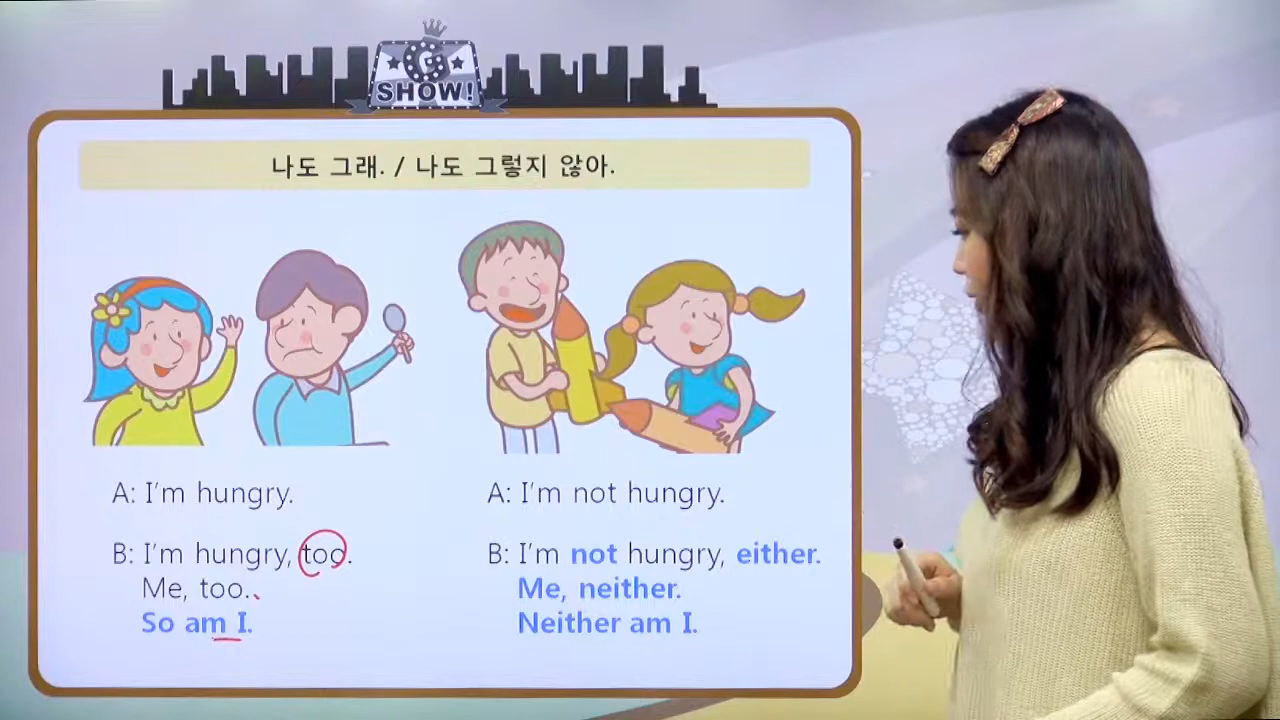 G
SHOW!
나도 그래. / 나도 그렇지 않아.
A: I'm hungry.
B: I'm hungry, too.
Me, too.
So am I.
A: I'm not hungry.
B: I'm not hungry, either.
Me, neither.
Neither am I.